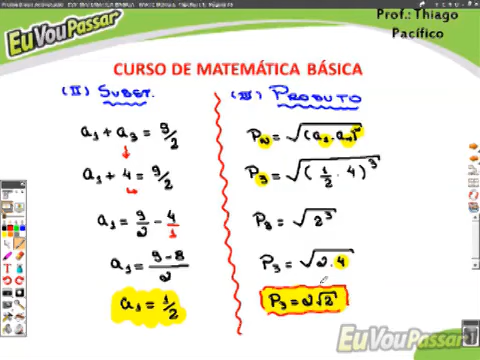 EuVouPassar
Prof.: Thiago
Pacífico
CURSO DE MATEMÁTICA BÁSICA
(II) SUBST.
a₁ + a₃ = 9/2
a₁ + 4 = 9/2
a₁ = 9/2 - 4/1
a₁ = 9-8/2
a₁ = 1/2
(III) PRODUTO
Pₙ = √(a₁ . aₙ)ⁿ
P₃ = √(1/2 . 4)³
P₃ = √2³
P₃ = √2 . 4
P₃ = 2√2
EuVouPassar